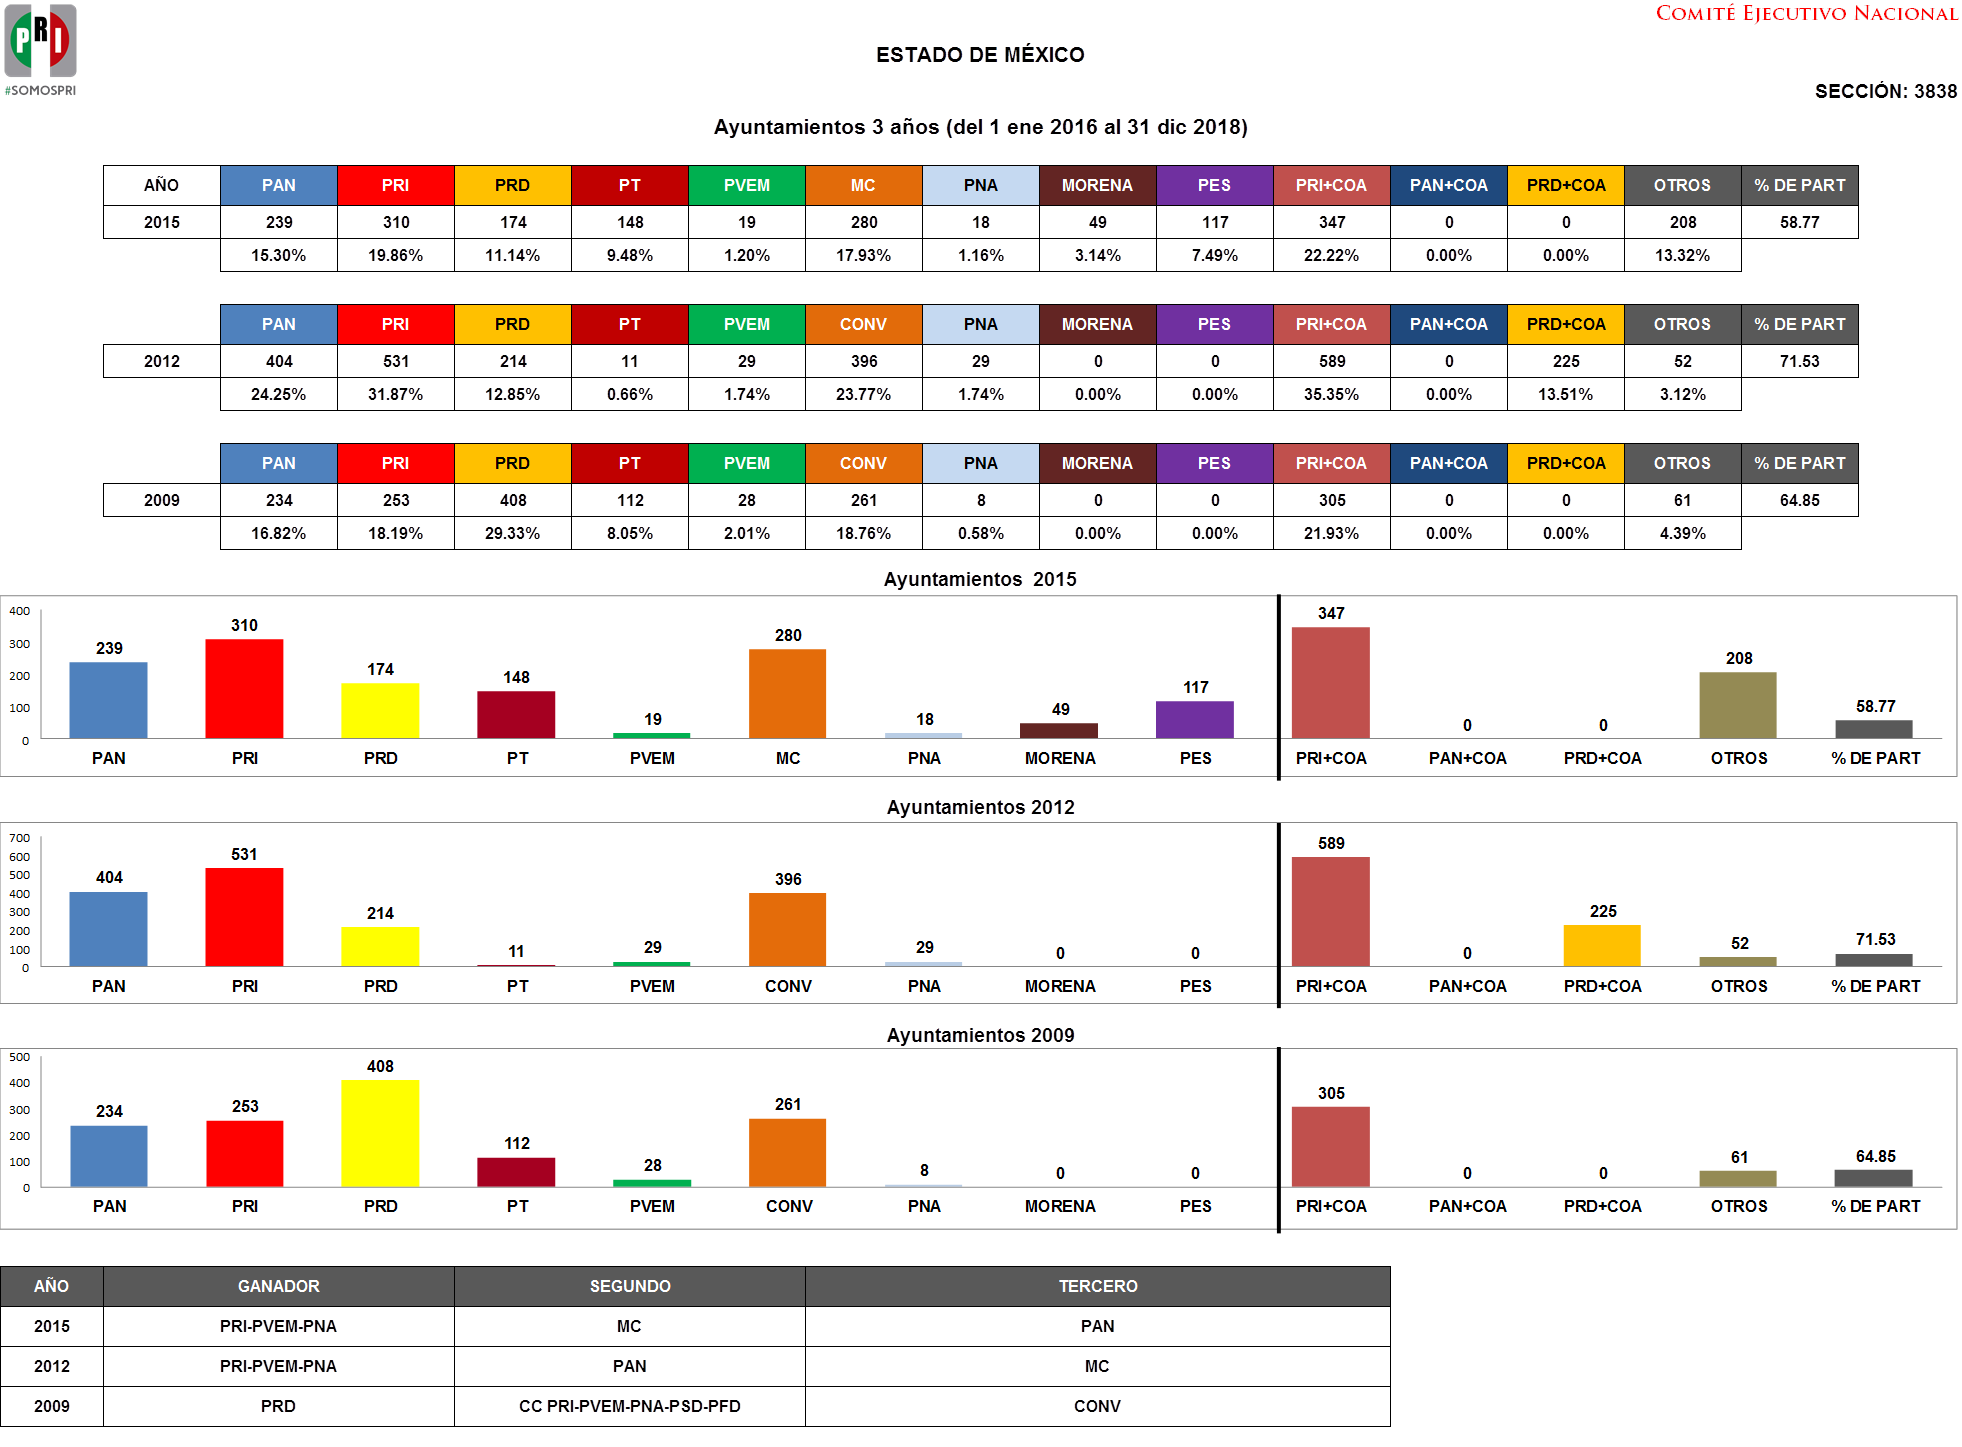 PRI
#SOMOSPRI
COMITÉ EJECUTIVO NACIONAL
ESTADO DE MÉXICO
SECCIÓN: 3838
Ayuntamientos 3 años (del 1 ene 2016 al 31 dic 2018)
AÑO PAN PRI PRD PT PVEM MC PNA MORENA PES PRI+COA PAN+COA PRD+COA OTROS % DE PART
2015 239 310 174 148 19 280 18 49 117 347 0 0 208 58.77
15.30% 19.86% 11.14% 9.48% 1.20% 17.93% 1.16% 3.14% 7.49% 22.22% 0.00% 0.00% 13.32%
PAN PRI PRD PT PVEM CONV PNA MORENA PES PRI+COA PAN+COA PRD+COA OTROS % DE PART
2012 404 531 214 11 29 396 29 0 0 589 0 225 52 71.53
24.25% 31.87% 12.85% 0.66% 1.74% 23.77% 1.74% 0.00% 0.00% 35.35% 0.00% 13.51% 3.12%
PAN PRI PRD PT PVEM CONV PNA MORENA PES PRI+COA PAN+COA PRD+COA OTROS % DE PART
2009 234 253 408 112 28 261 8 0 0 305 0 0 61 64.85
16.82% 18.19% 29.33% 8.05% 2.01% 18.76% 0.58% 0.00% 0.00% 21.93% 0.00% 0.00% 4.39%
Ayuntamientos 2015
400
300
200
100
0
239 310 174 148 19 280 18 49 117 347 0 0 208 58.77
PAN PRI PRD PT PVEM MC PNA MORENA PES PRI+COA PAN+COA PRD+COA OTROS % DE PART
Ayuntamientos 2012
700
600
500
400
300
200
100
0
404 531 214 11 29 396 29 0 0 589 0 225 52 71.53
PAN PRI PRD PT PVEM CONV PNA MORENA PES PRI+COA PAN+COA PRD+COA OTROS % DE PART
Ayuntamientos 2009
500
400
300
200
100
0
234 253 408 112 28 261 8 0 0 305 0 0 61 64.85
PAN PRI PRD PT PVEM CONV PNA MORENA PES PRI+COA PAN+COA PRD+COA OTROS % DE PART
AÑO GANADOR SEGUNDO TERCERO
2015 PRI-PVEM-PNA MC PAN
2012 PRI-PVEM-PNA PAN MC
2009 PRD CC PRI-PVEM-PNA-PSD-PFD CONV